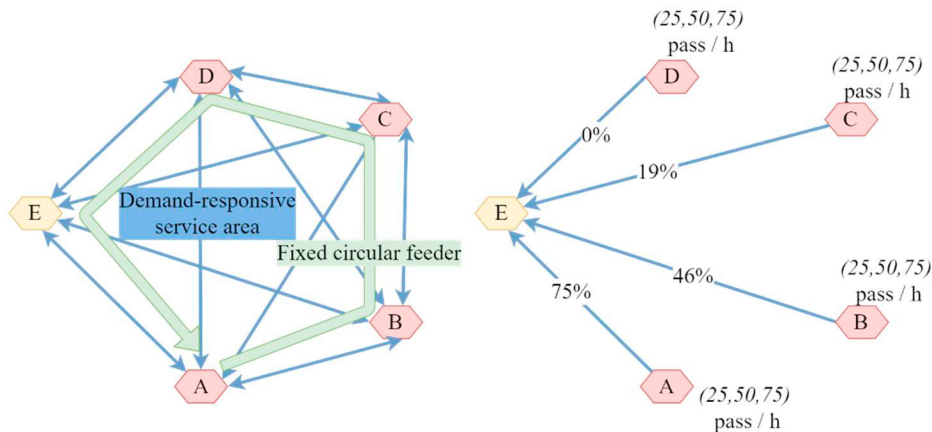 D
C
E
Demand-responsive
service area
Fixed circular feeder
B
A
(25,50,75)
pass / h
D
(25,50,75)
pass / h
C
0%
19%
E
46%
75%
(25,50,75)
pass / h
B
A
(25,50,75)
pass / h